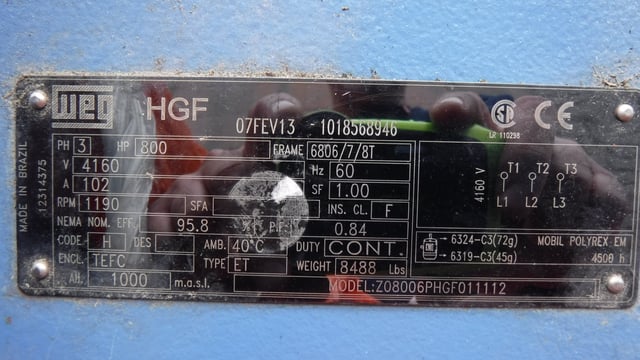 WEG HGF
07FEV13 -1018568946
PH 3 HP 800 FRAME 6806/7/8T
V 4160 Hz 60
A 102 SF 1.00
RPM 1190 SFA INS. CL. F
NEMA NOM. EFF. 95.8 % P.F. 0.84
CODE H DES AMB. 40°C DUTY CONT.
ENCL. TEFC TYPE ET WEIGHT 8488 Lbs
Alt. 1000 m.a.s.l. MODEL:Z08006PHGF011112
MADE IN BRAZIL
12314375
SA CE
LR 110298
4160 V
T1 T2 T3
L1 L2 L3
6324-C3(72g) MOBIL POLYREX EM
6319-C3(45g) 4500 h